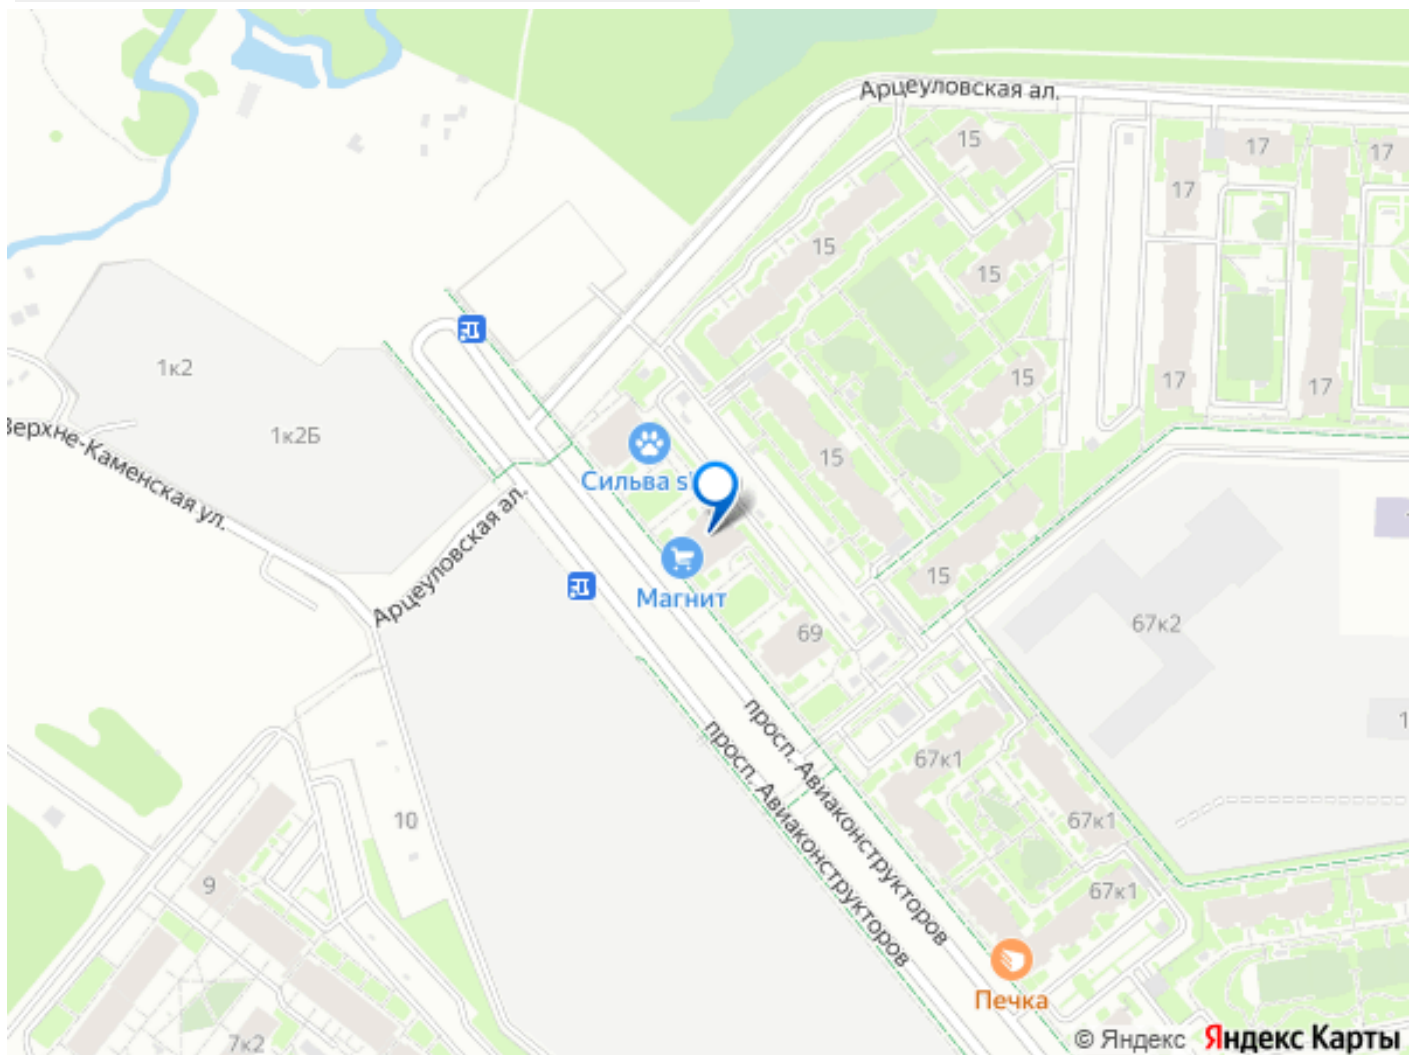 Арцеуловская ал.
15
17
17
17
15
15
15
17
17
1к2
1к2Б
Верхне-Каменская ул.
Сильва s
15
Арцеуловская ал.
Магнит
15
67к2
69
просп. Авиаконструкторов
просп. Авиаконструкторов
67к1
67к1
10
9
67к1
Печка
7к2
© Яндекс Яндекс Карты